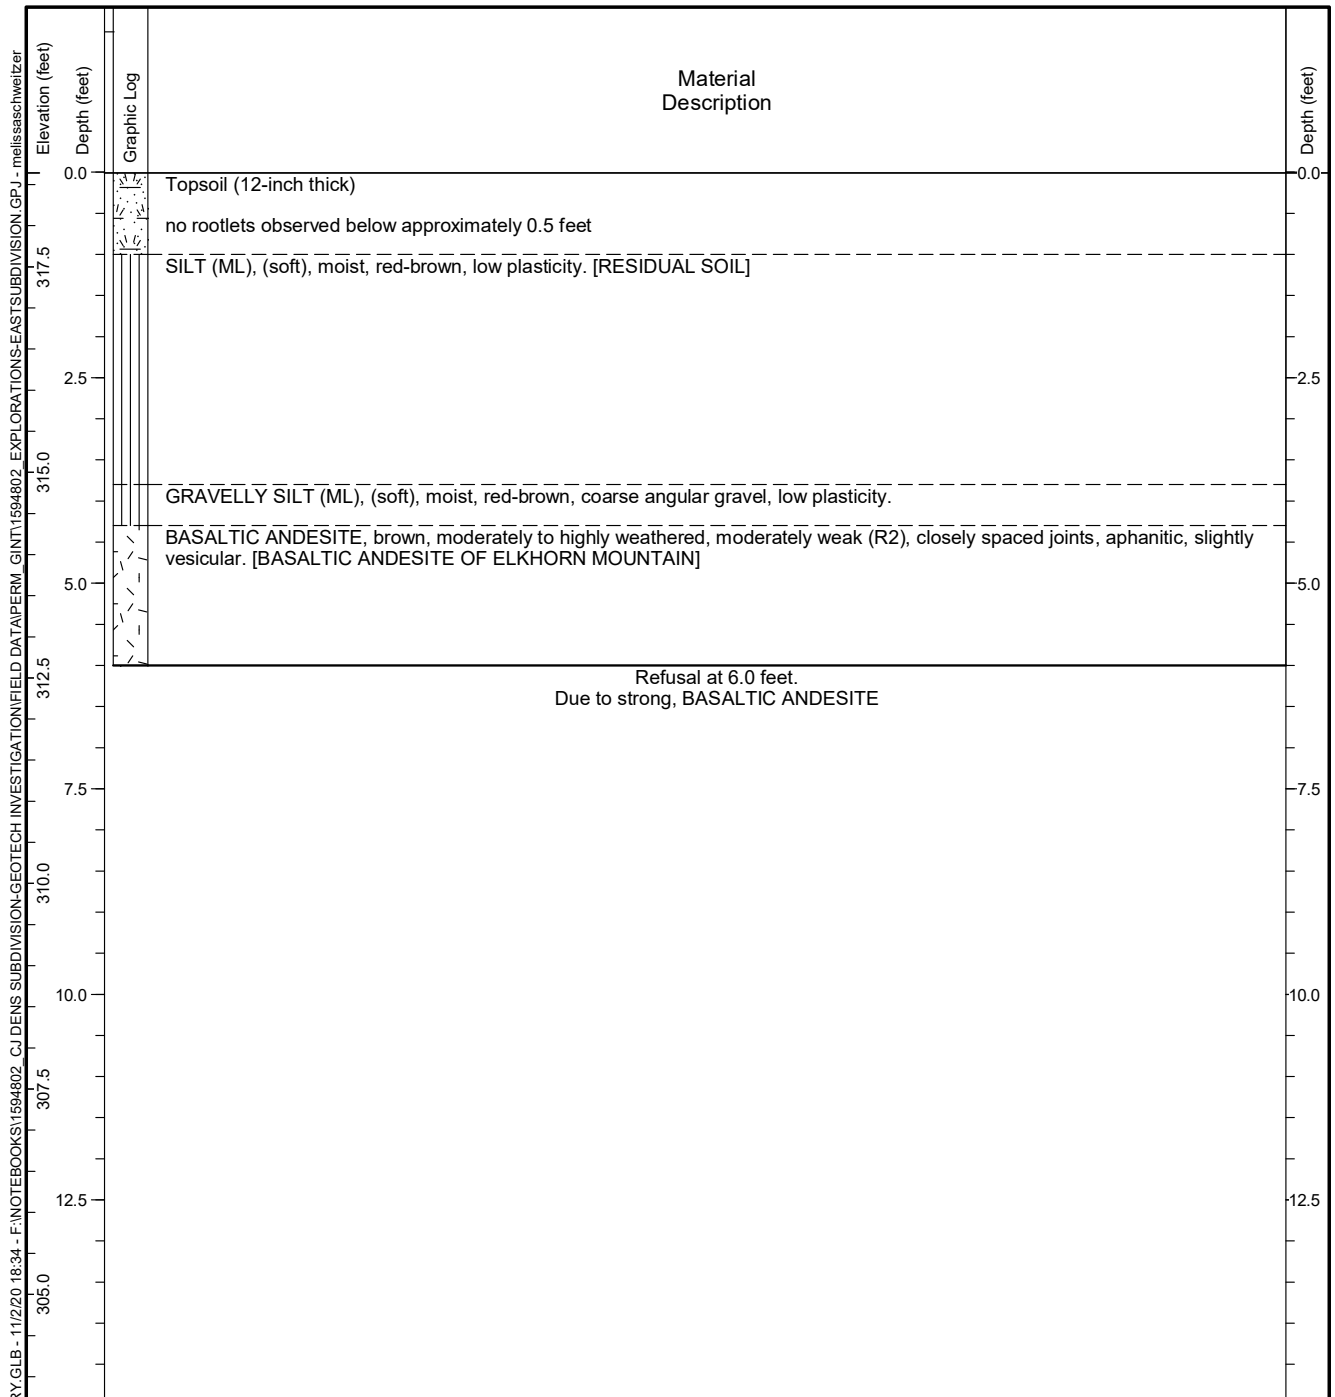 RY.GLB - 11/2/20 18:34 - F:\NOTEBOOKS\1594802_CJ DENS SUBDIVISION-GEOTECH INVESTIGATION\FIELD DATA\PERM_GINT\1594802_EXPLORATIONS-EASTSUBDIVISION.GPJ - melissaschweitzer
Elevation (feet)
Depth (feet)
Graphic Log
Material
Description
Depth (feet)
0.0
Topsoil (12-inch thick)
0.0
no rootlets observed below approximately 0.5 feet
317.5
SILT (ML), (soft), moist, red-brown, low plasticity. [RESIDUAL SOIL]
2.5
2.5
315.0
GRAVELLY SILT (ML), (soft), moist, red-brown, coarse angular gravel, low plasticity.
BASALTIC ANDESITE, brown, moderately to highly weathered, moderately weak (R2), closely spaced joints, aphanitic, slightly
vesicular. [BASALTIC ANDESITE OF ELKHORN MOUNTAIN]
5.0
5.0
312.5
Refusal at 6.0 feet.
Due to strong, BASALTIC ANDESITE
7.5
7.5
310.0
10.0
10.0
307.5
12.5
12.5
305.0